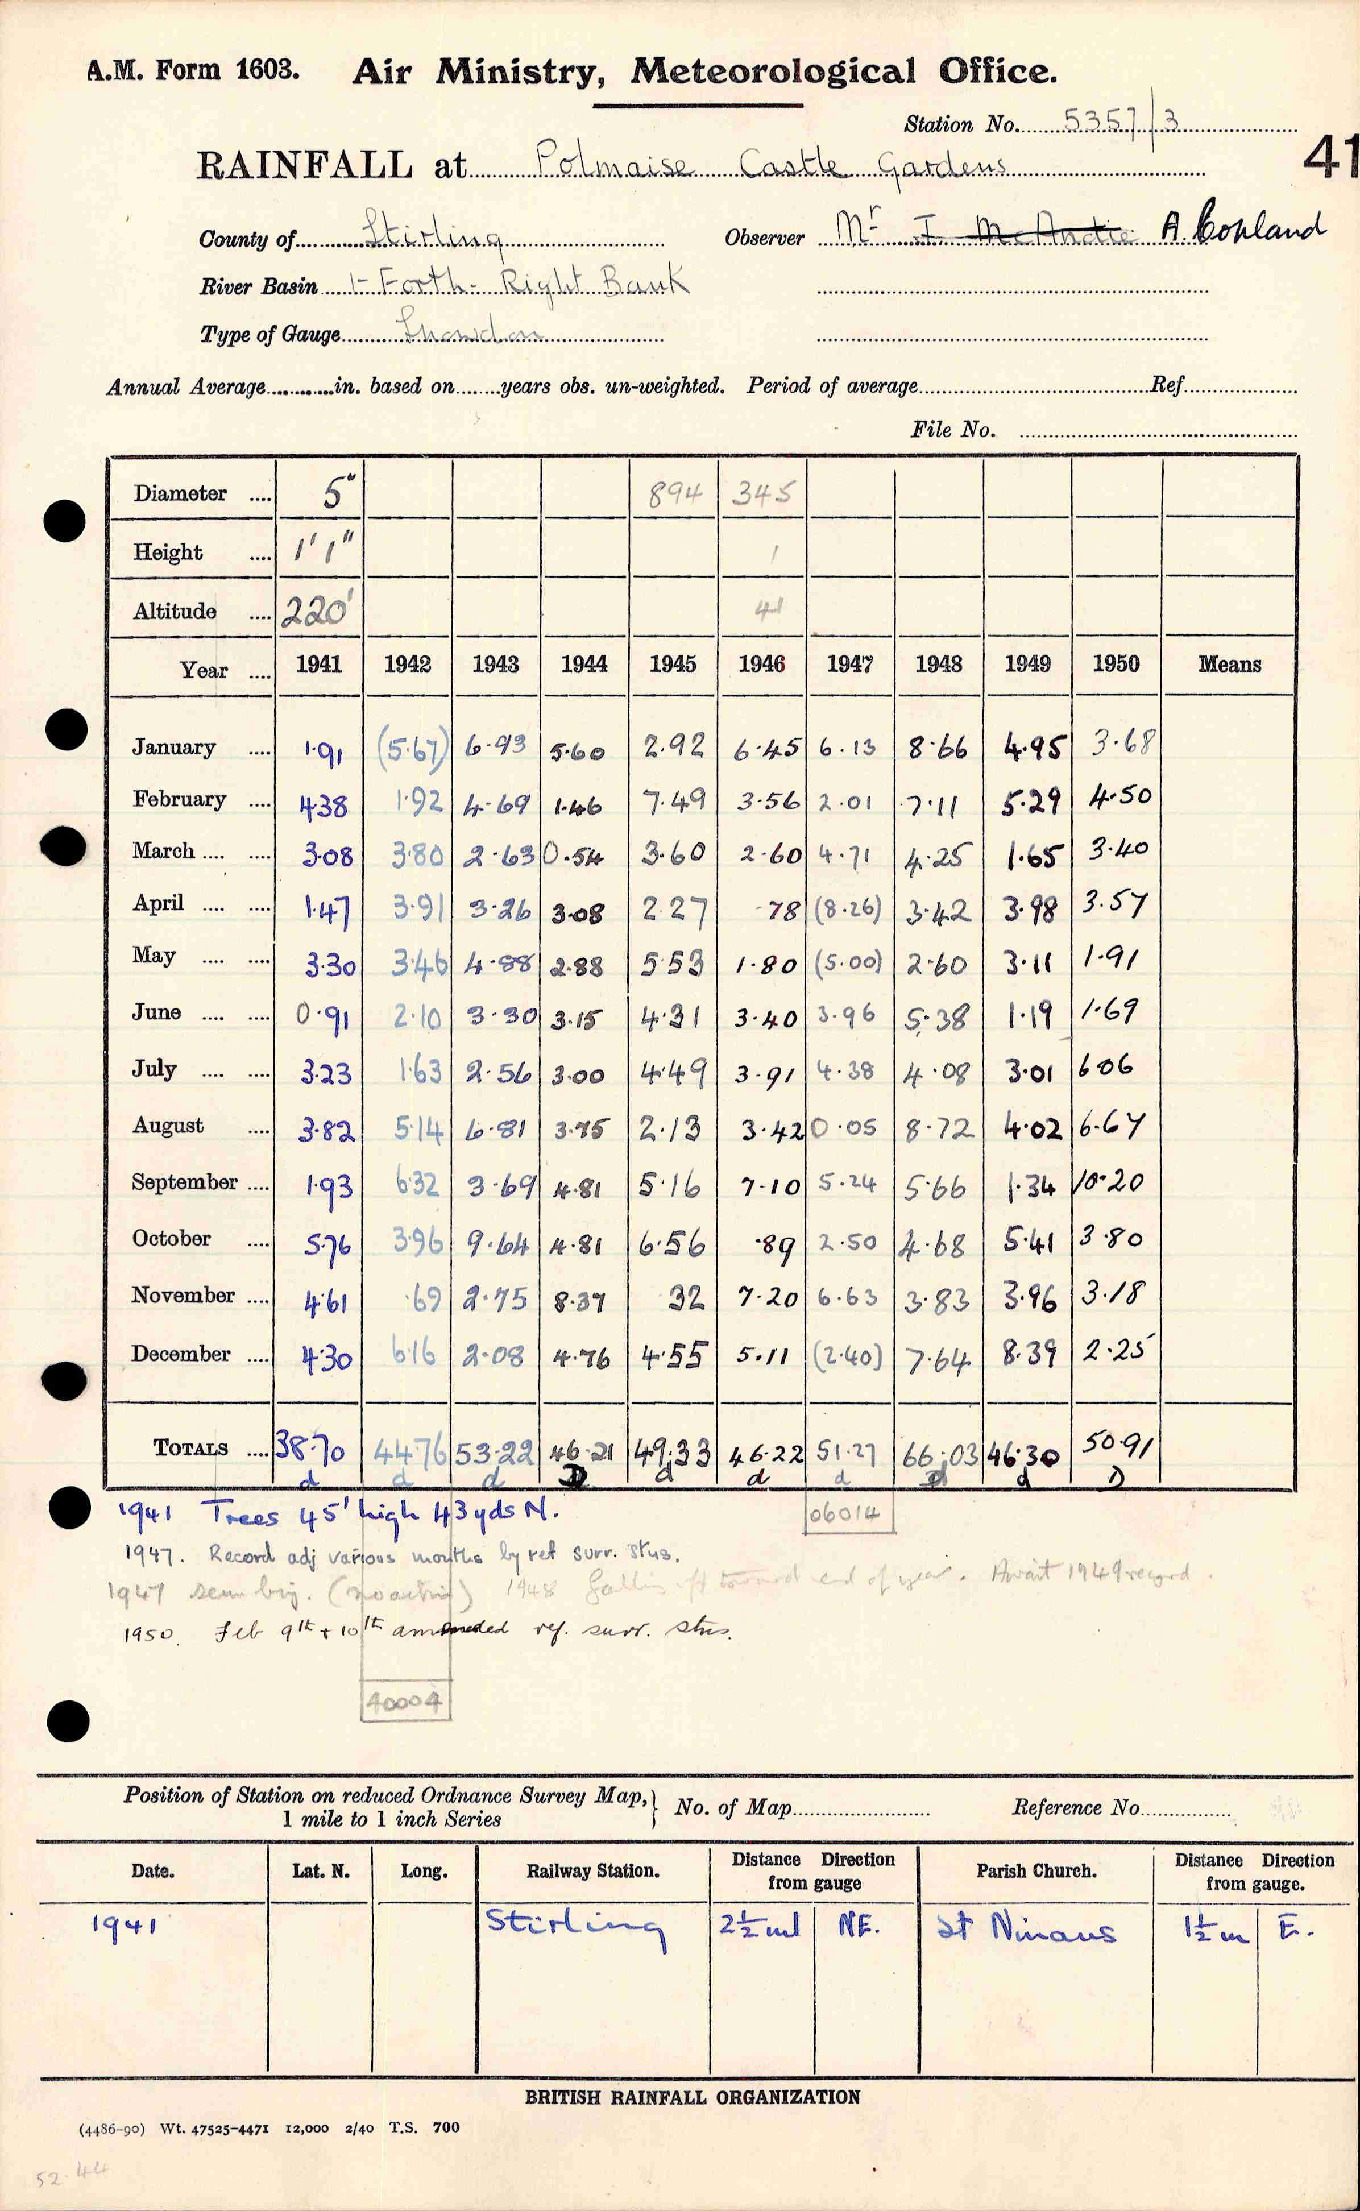 A.M. Form 1603. Air Ministry, Meteorological Office.
Station No. 5357/3
41
RAINFALL at Polmaise Castle Gardens
County of Stirling Observer Mr I McAndie A. Copland
River Basin 1- Forth - Right Bank
Type of Gauge Snowdon
Annual Average in. based on years obs. un-weighted. Period of average Ref.
File No.
Diameter 5" 894 345
Height 1' 1" 1
Altitude 220' 41
Year 1941 1942 1943 1944 1945 1946 1947 1948 1949 1950 Means
January 1.91 (5.67) 6.93 5.60 2.92 6.45 6.13 8.66 4.95 3.68
February 4.38 1.92 4.69 1.46 7.49 3.56 2.01 7.11 5.29 4.50
March 3.08 3.80 2.63 0.54 3.60 2.60 4.71 4.25 1.65 3.40
April 1.47 3.91 3.26 3.08 2.27 .78 (8.26) 3.42 3.98 3.57
May 3.30 3.46 4.88 2.88 5.53 1.80 (5.00) 2.60 3.11 1.91
June 0.91 2.10 3.30 3.15 4.31 3.40 3.96 5.38 1.19 1.69
July 3.23 1.63 2.56 3.00 4.49 3.91 4.38 4.08 3.01 6.06
August 3.82 5.14 6.81 3.75 2.13 3.42 0.05 8.72 4.02 6.67
September 1.93 6.32 3.69 4.81 5.16 7.10 5.24 5.66 1.34 10.20
October 5.76 3.96 9.64 4.81 6.56 .89 2.50 4.68 5.41 3.80
November 4.61 .69 2.75 8.37 32 7.20 6.63 3.83 3.96 3.18
December 4.30 6.16 2.08 4.76 4.55 5.11 (2.40) 7.64 8.39 2.25
TOTALS 38.70 44.76 53.22 46.21 49.33 46.22 51.27 66.03 46.30 50.91
d d d D d d d D d D
1941 Trees 45' high 43 yds N.
06014
1947. Record adj various months by ref surr. stns.
1947 seem big. (no action) 1948 falling off toward end of year. Await 1949 record.
1950. Feb 9th + 10th amended ref. surr. stns.
40004
Position of Station on reduced Ordnance Survey Map, 1 mile to 1 inch Series } No. of Map Reference No.
Date. Lat. N. Long. Railway Station. Distance Direction from gauge Parish Church. Distance Direction from gauge.
1941 Stirling 2½ ml NE. St Ninians 1½ m E.
BRITISH RAINFALL ORGANIZATION
(4486-90) Wt. 47525-4471 12,000 2/40 T.S. 700
52.44